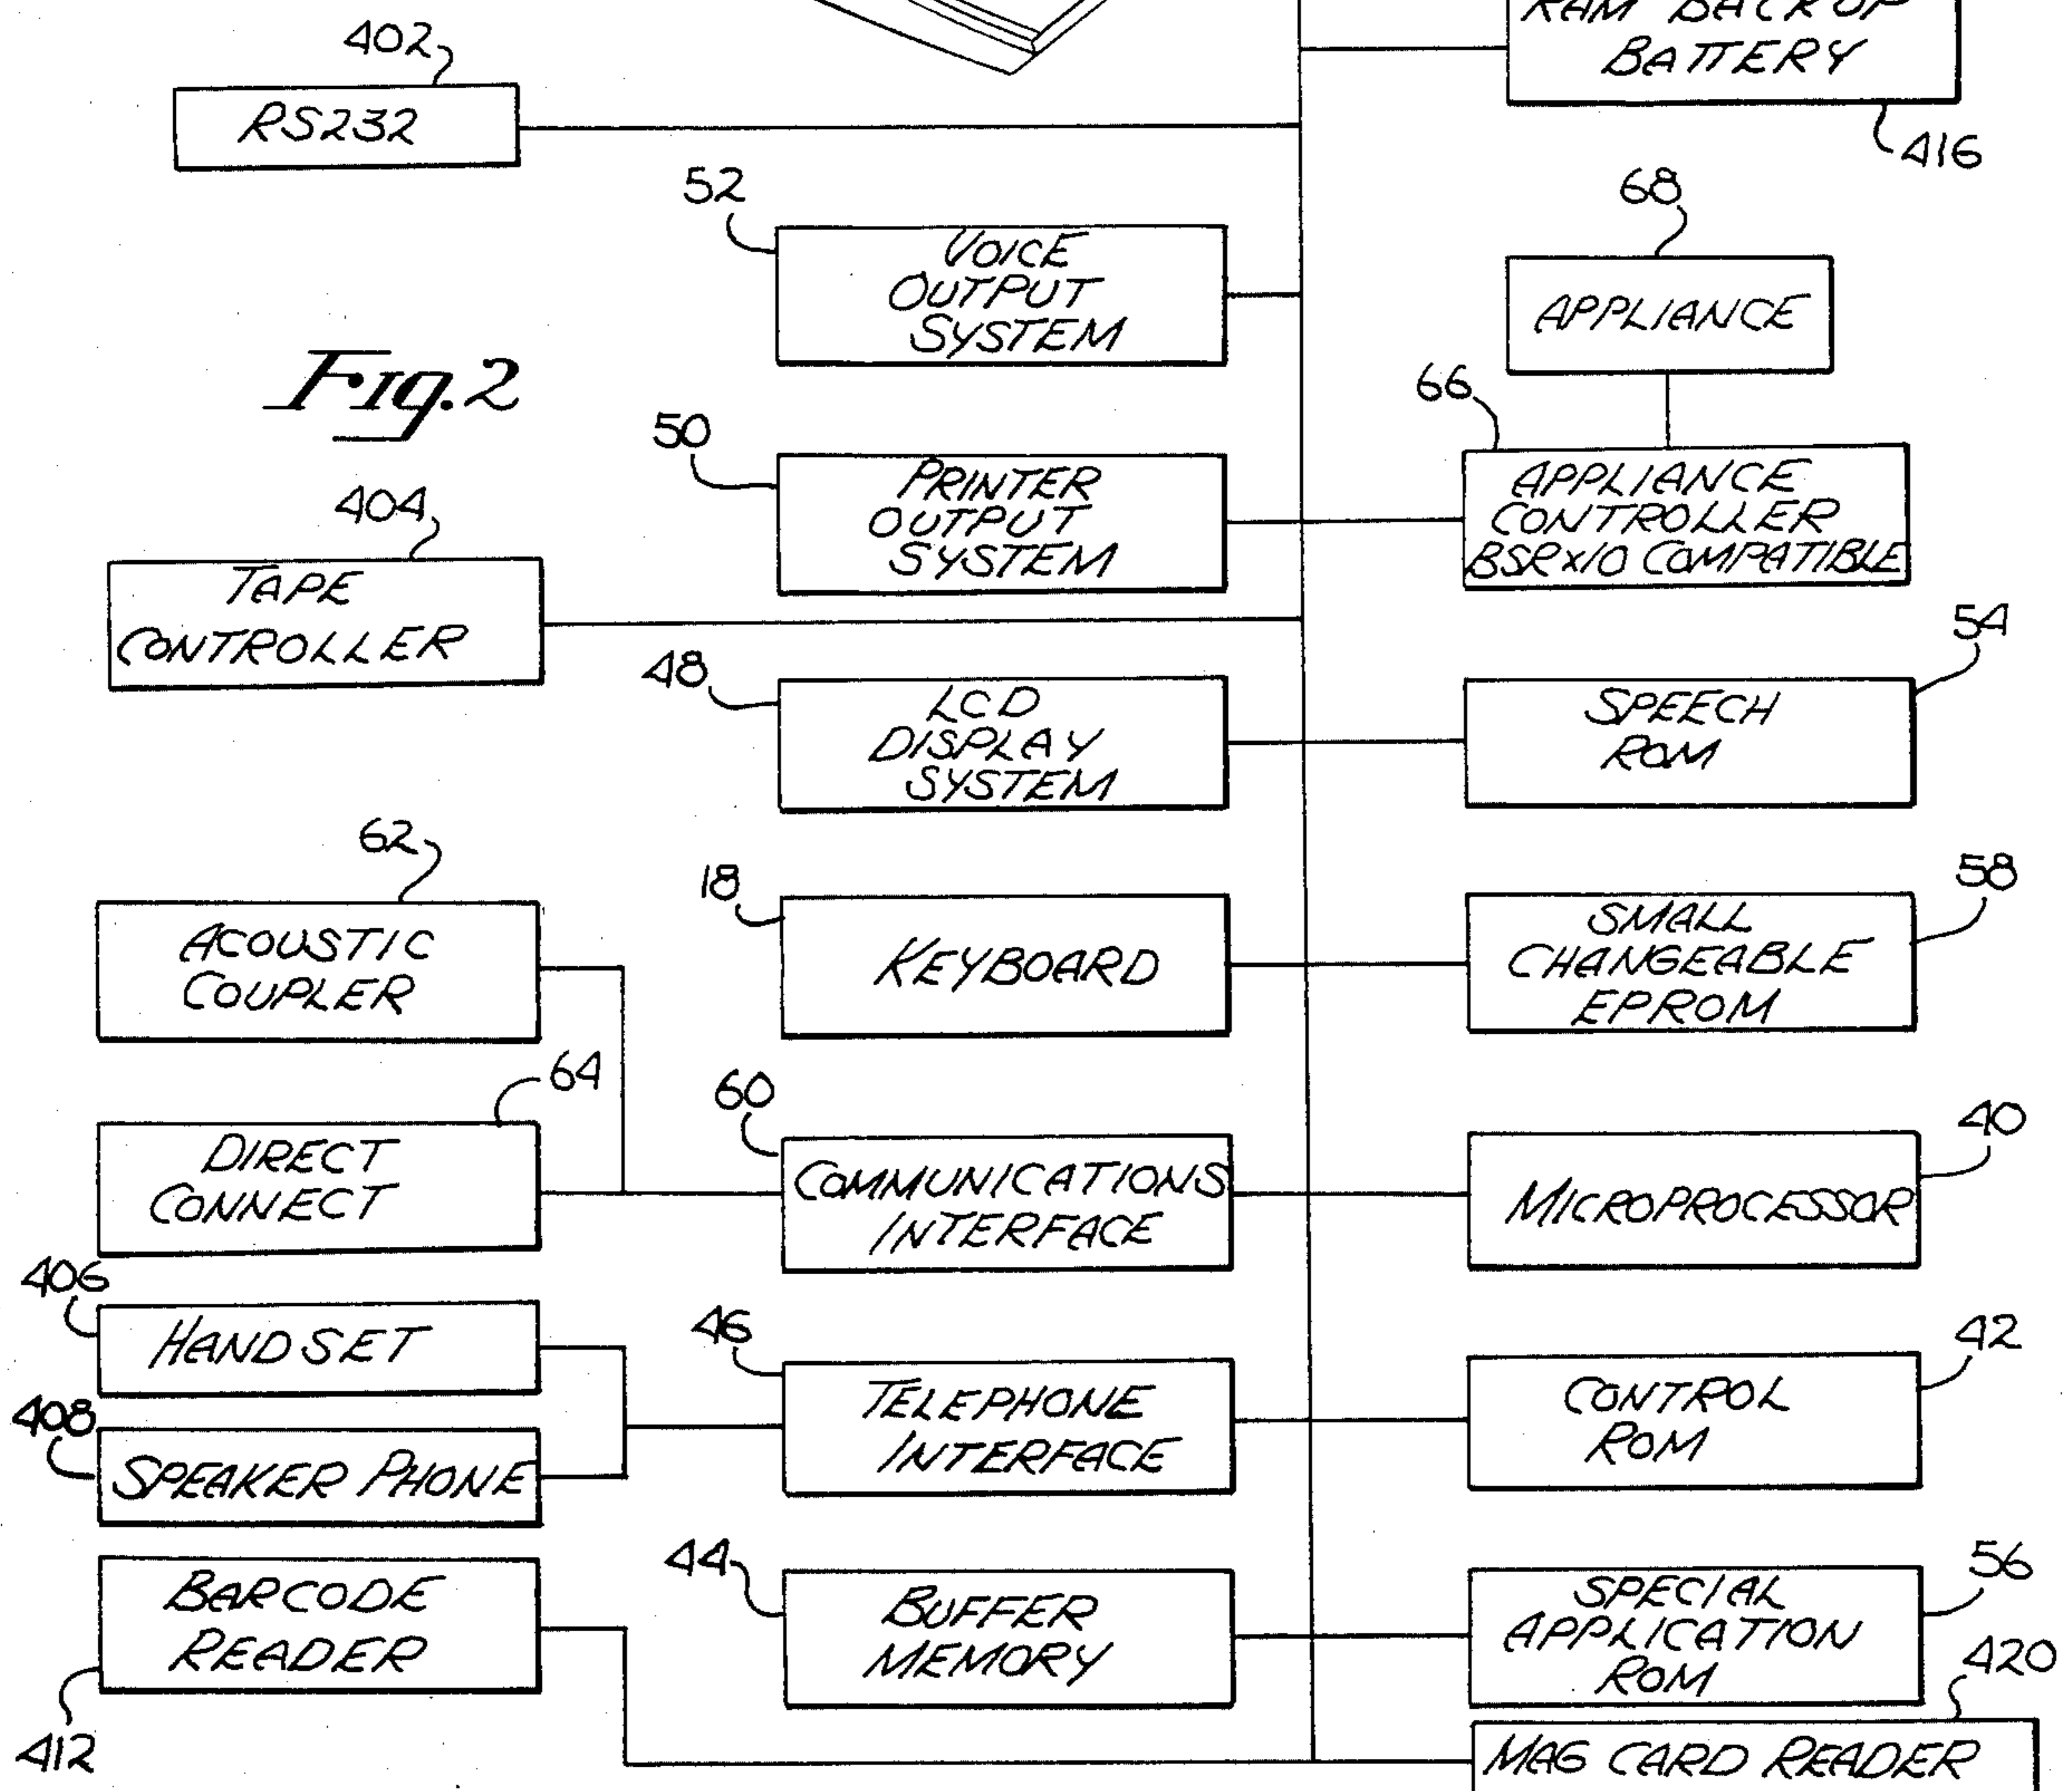 RAM BACKUP
BATTERY
416
402
RS232
52
VOICE
OUTPUT
SYSTEM
68
APPLIANCE
Fig. 2
50
PRINTER
OUTPUT
SYSTEM
66
APPLIANCE
CONTROLLER
BSRx10 COMPATIBLE
404
TAPE
CONTROLLER
48
LCD
DISPLAY
SYSTEM
54
SPEECH
ROM
62
ACOUSTIC
COUPLER
18
KEYBOARD
58
SMALL
CHANGEABLE
EPROM
64
DIRECT
CONNECT
60
COMMUNICATIONS
INTERFACE
40
MICROPROCESSOR
406
HANDSET
408
SPEAKER PHONE
46
TELEPHONE
INTERFACE
42
CONTROL
ROM
BARCODE
READER
412
44
BUFFER
MEMORY
56
SPECIAL
APPLICATION
ROM
420
MAG CARD READER